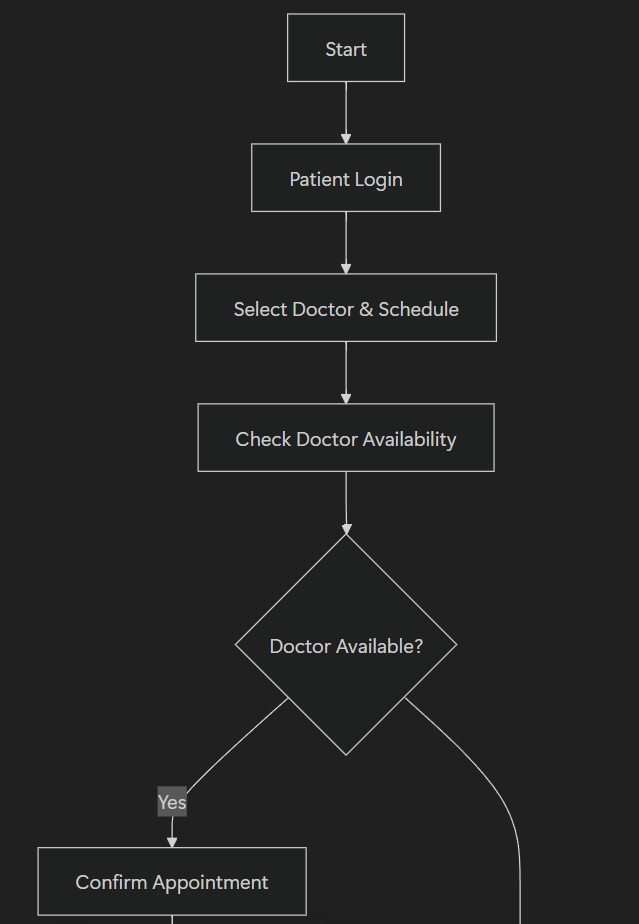 Start
Patient Login
Select Doctor & Schedule
Check Doctor Availability
Doctor Available?
Yes
Confirm Appointment